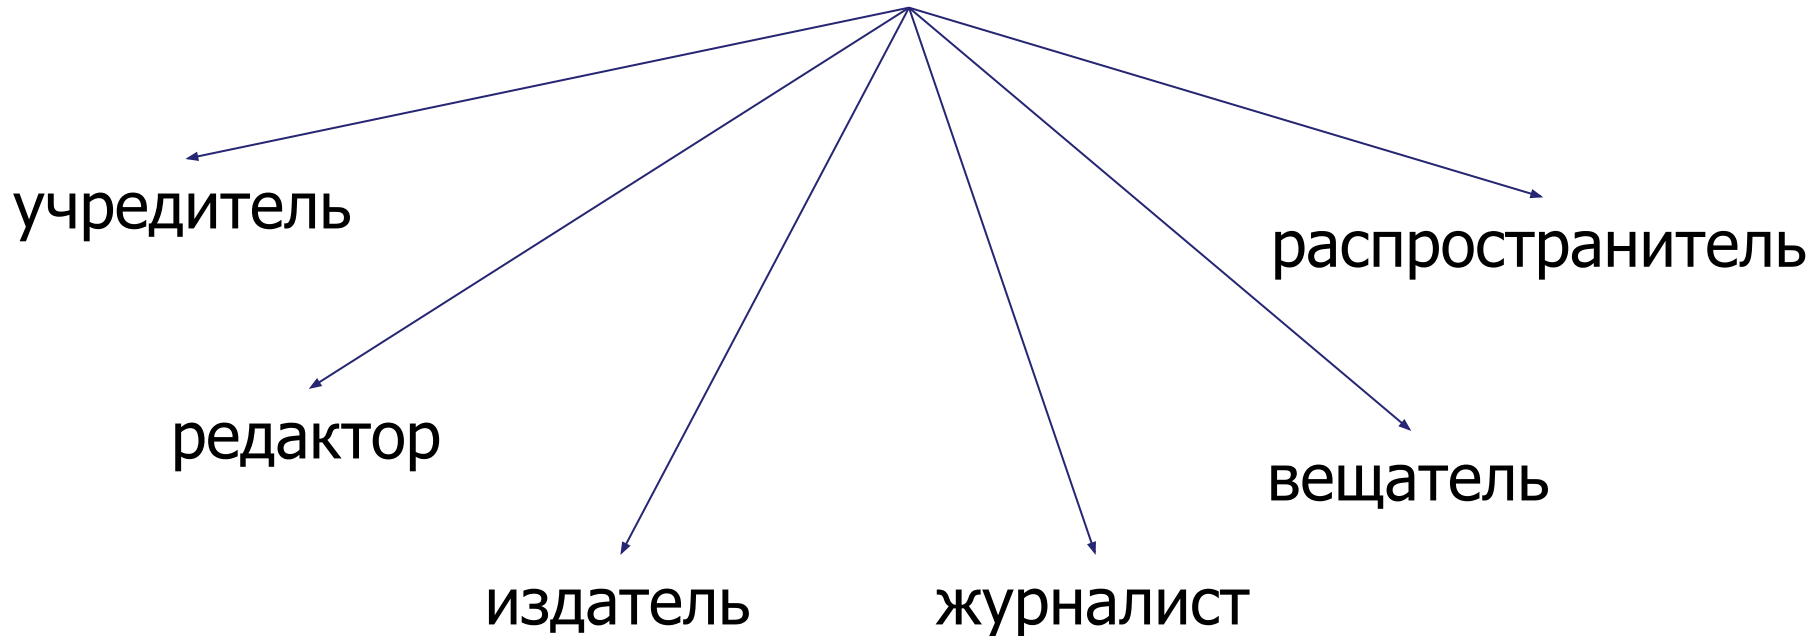 учредитель
распространитель
редактор
вещатель
издатель
журналист